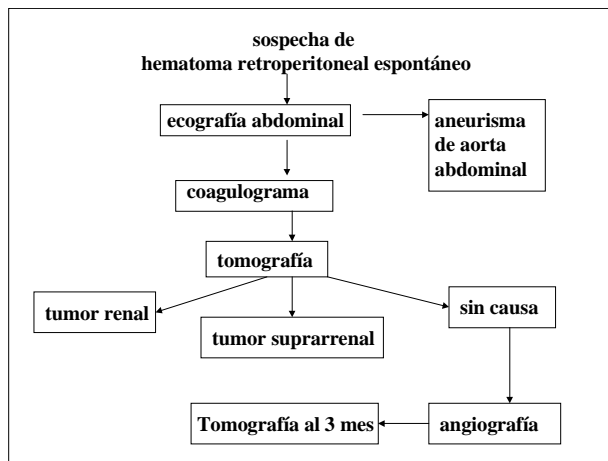 sospecha de
hematoma retroperitoneal espontáneo
ecografía abdominal
aneurisma
de aorta
abdominal
coagulograma
tomografía
tumor renal
tumor suprarrenal
sin causa
Tomografía al 3 mes
angiografía